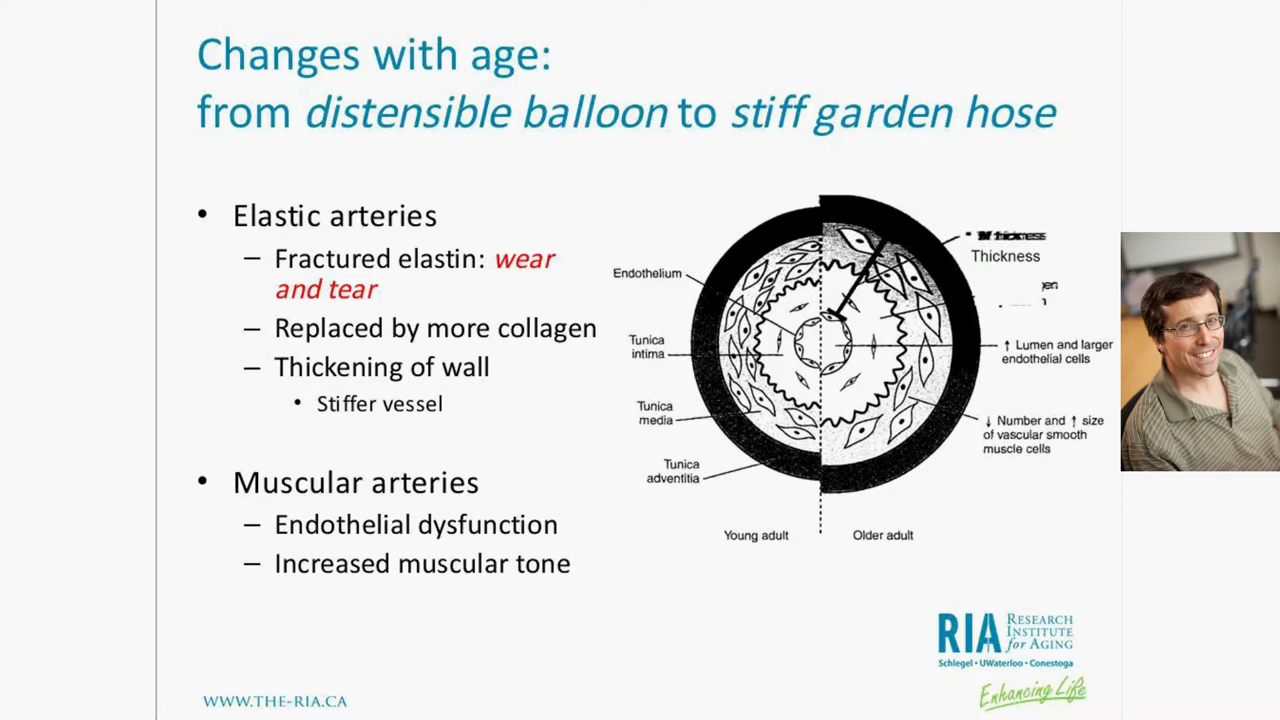 Changes with age:
from distensible balloon to stiff garden hose
• Elastic arteries
– Fractured elastin: wear
and tear
– Replaced by more collagen
– Thickening of wall
• Stiffer vessel
• Muscular arteries
– Endothelial dysfunction
– Increased muscular tone
Endothelium
Tunica
intima
Tunica
media
Tunica
adventitia
Thickness
↑ Lumen and larger
endothelial cells
↓ Number and ↑ size
of vascular smooth
muscle cells
Young adult
Older adult
RIA
RESEARCH
INSTITUTE
for AGING
Schlegel • UWaterloo • Conestoga
Enhancing Life
WWW.THE-RIA.CA